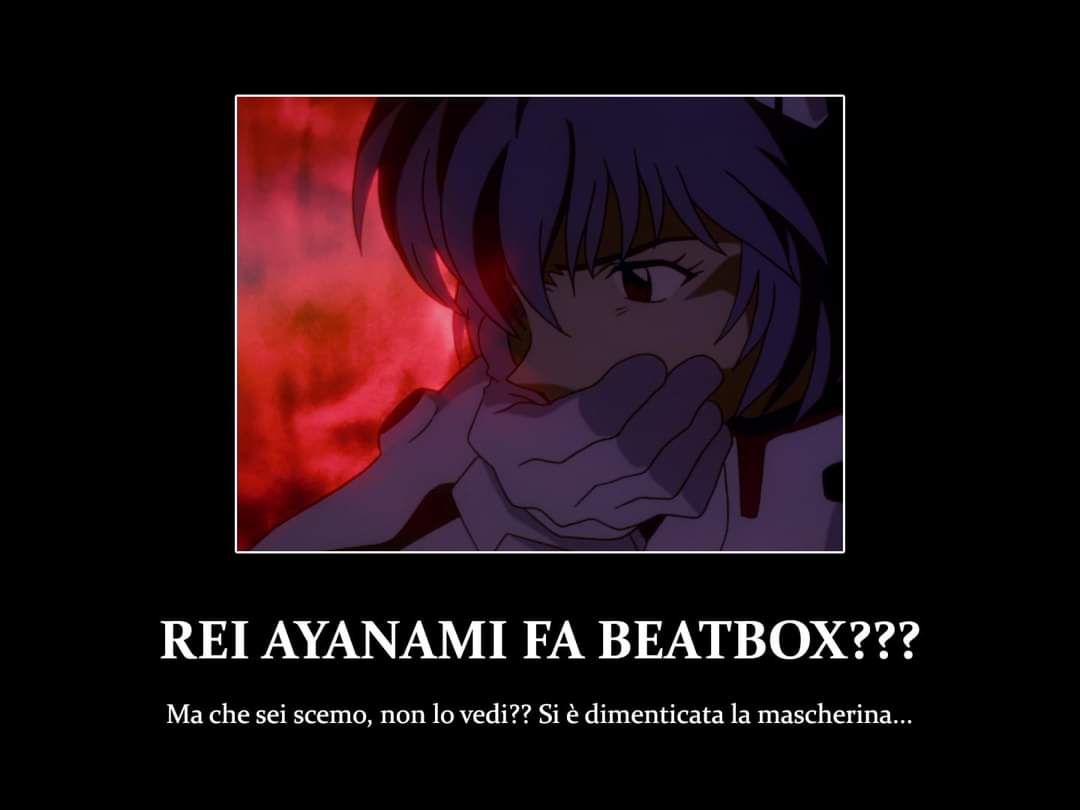 REI AYANAMI FA BEATBOX???
Ma che sei scemo, non lo vedi?? Si è dimenticata la mascherina...